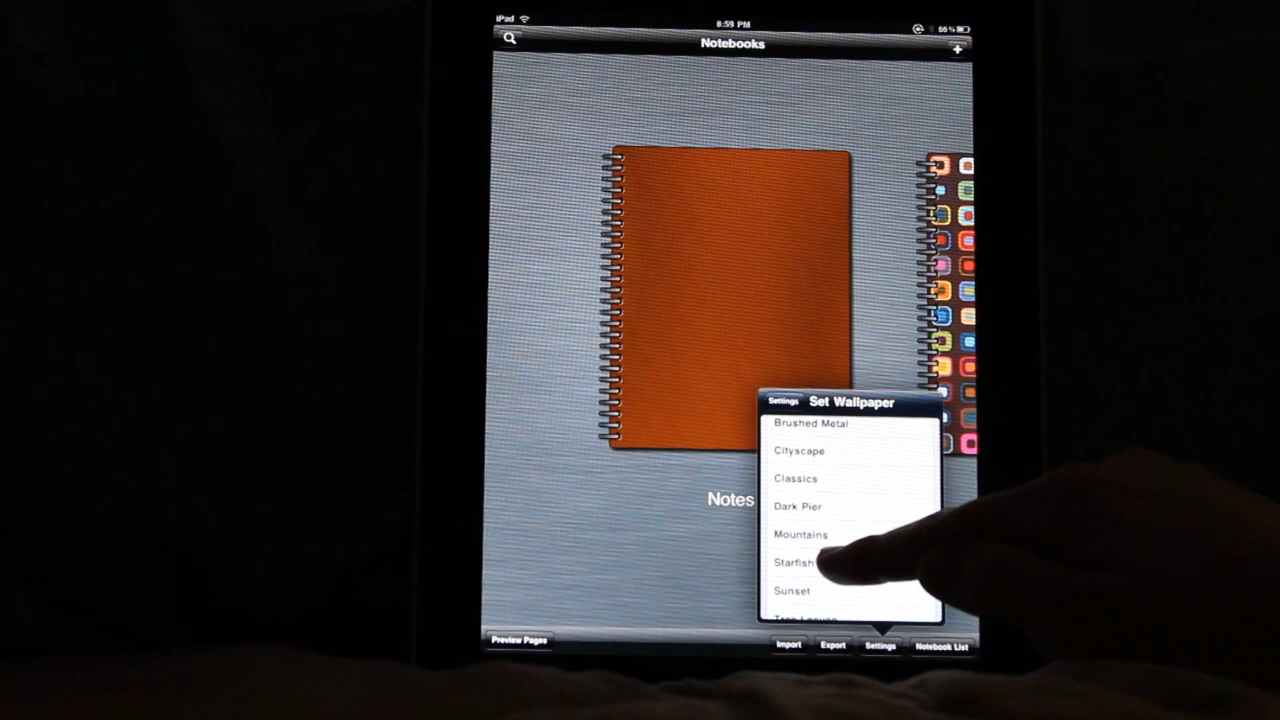 iPad
8:59 PM
56%
Notebooks
+
Notes
Settings
Set Wallpaper
Brushed Metal
Cityscape
Classics
Dark Pier
Mountains
Starfish
Sunset
Preview Pages
Import
Export
Settings
Notebook List